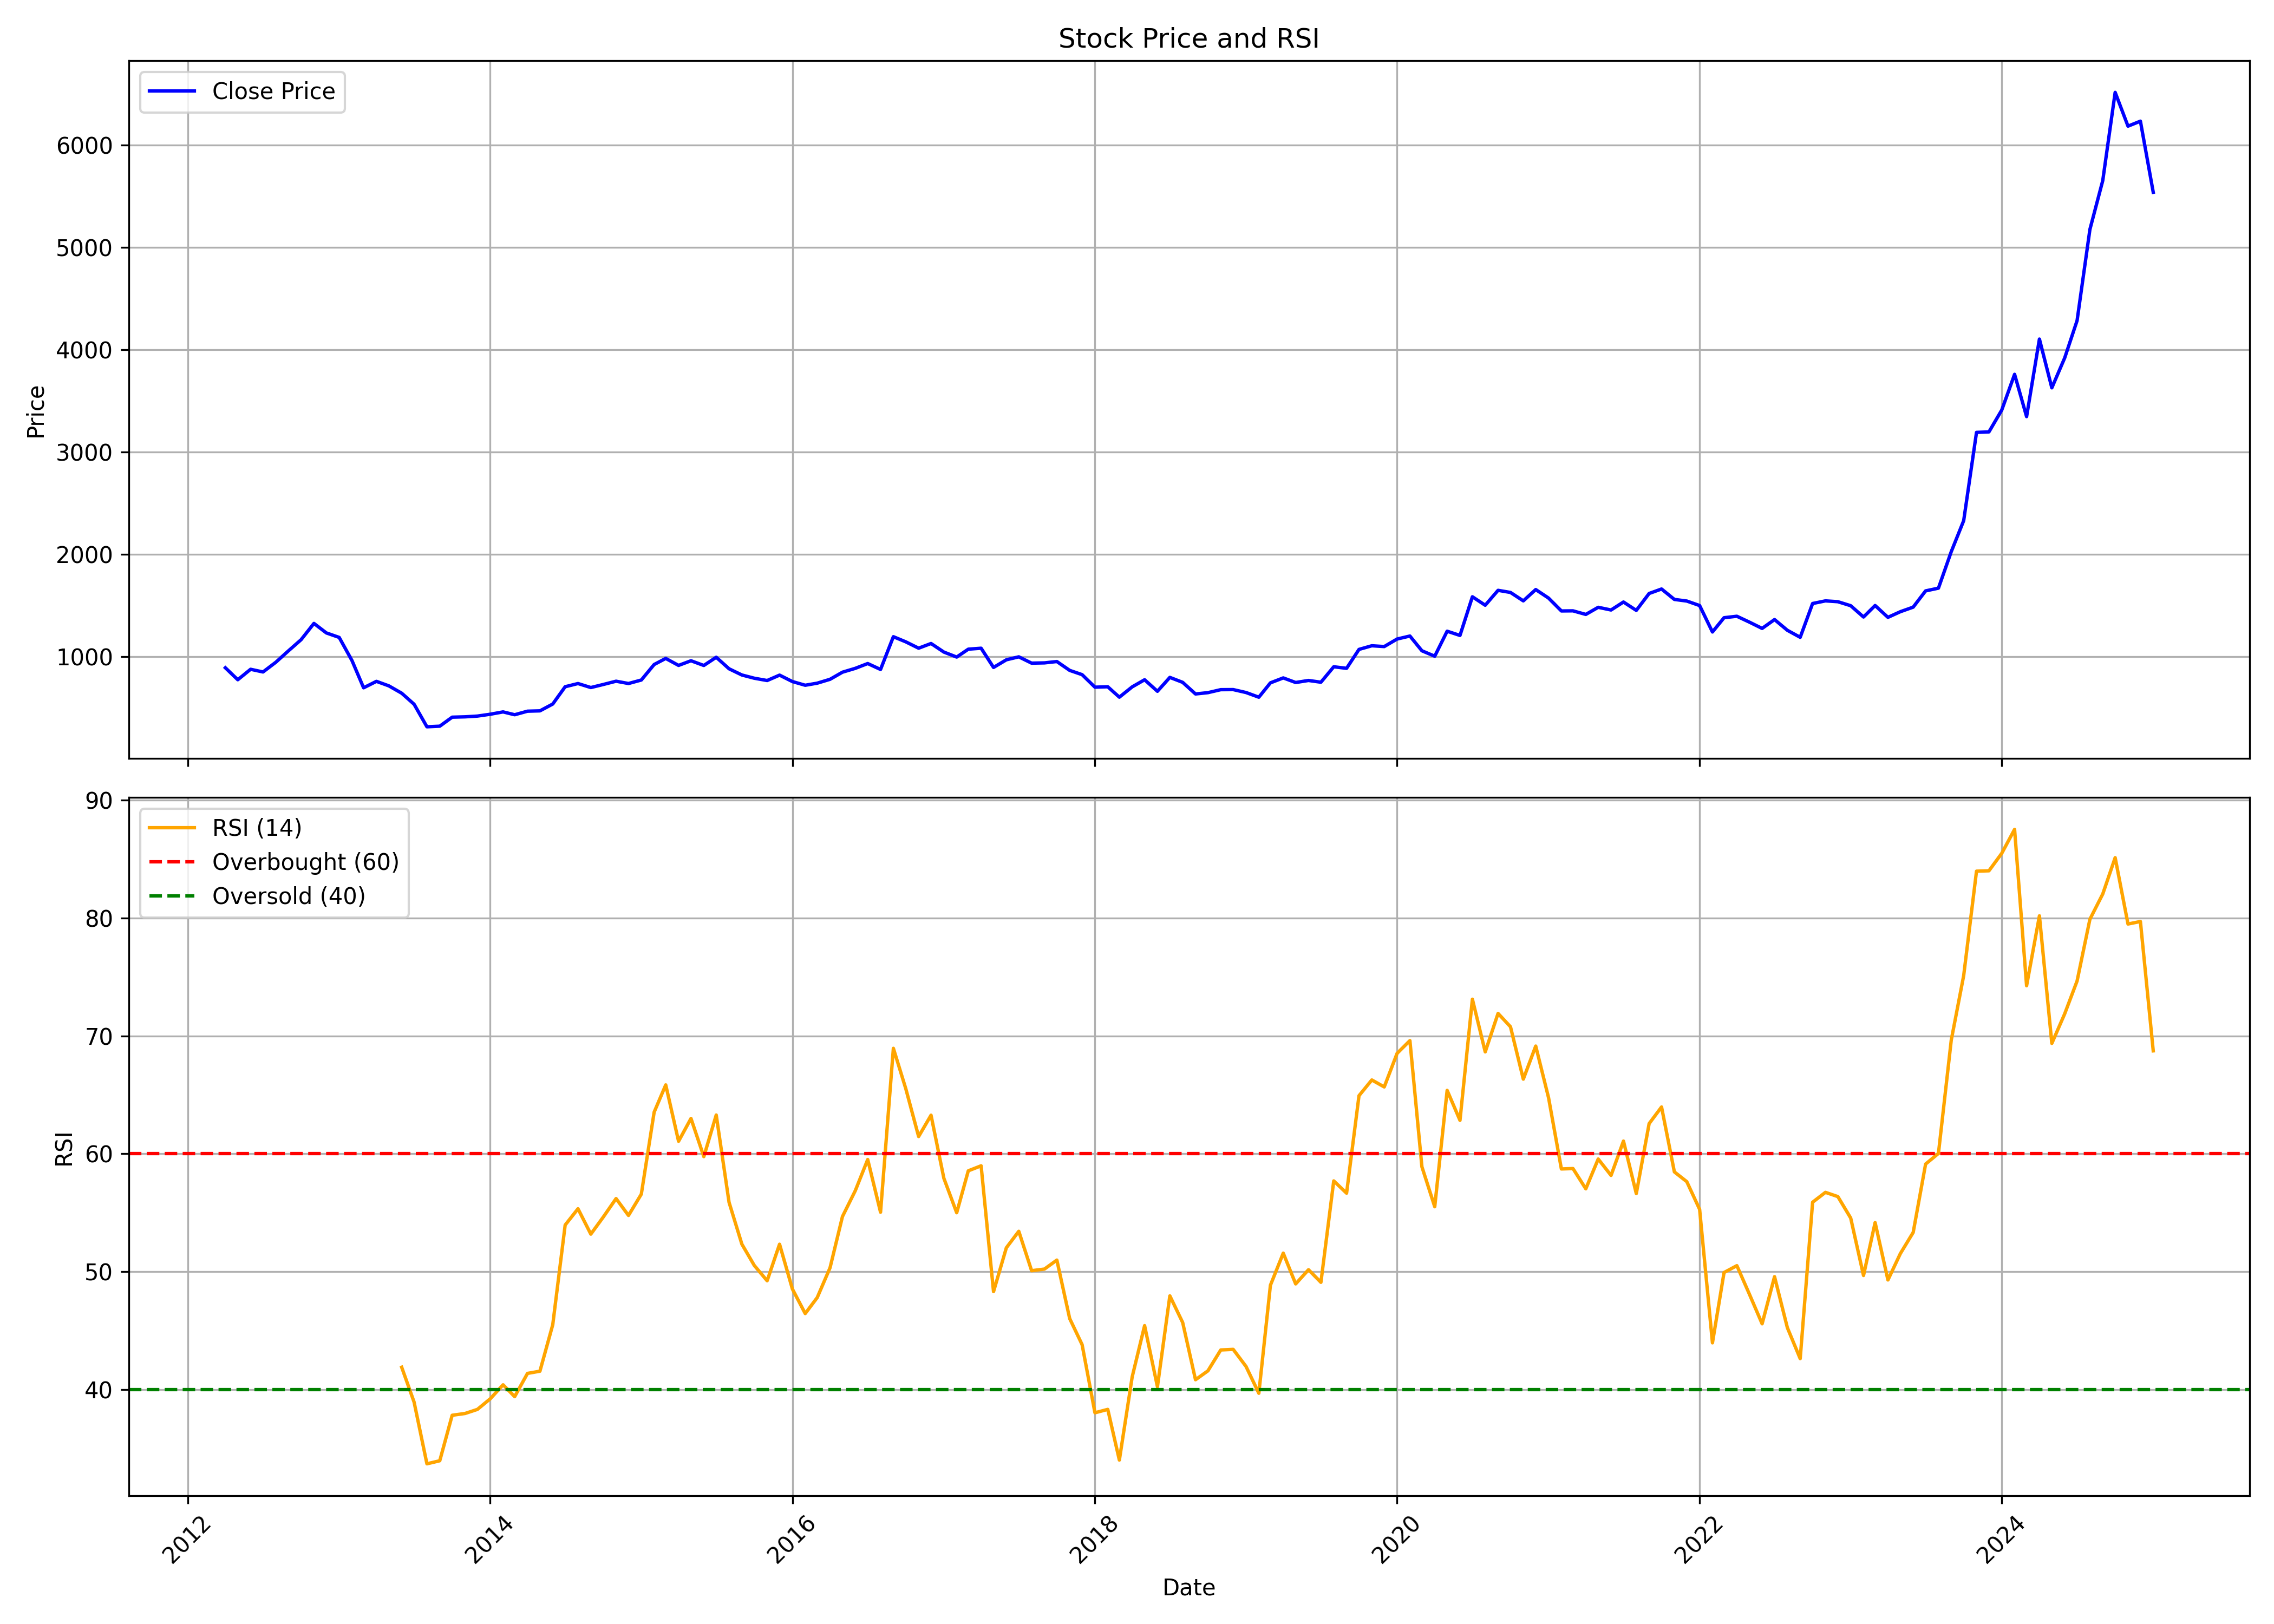 Stock Price and RSI
Close Price
6000
5000
4000
3000
2000
1000
Price
90
80
70
60
50
40
RSI
RSI (14)
Overbought (60)
Oversold (40)
2012
2014
2016
2018
2020
2022
2024
Date